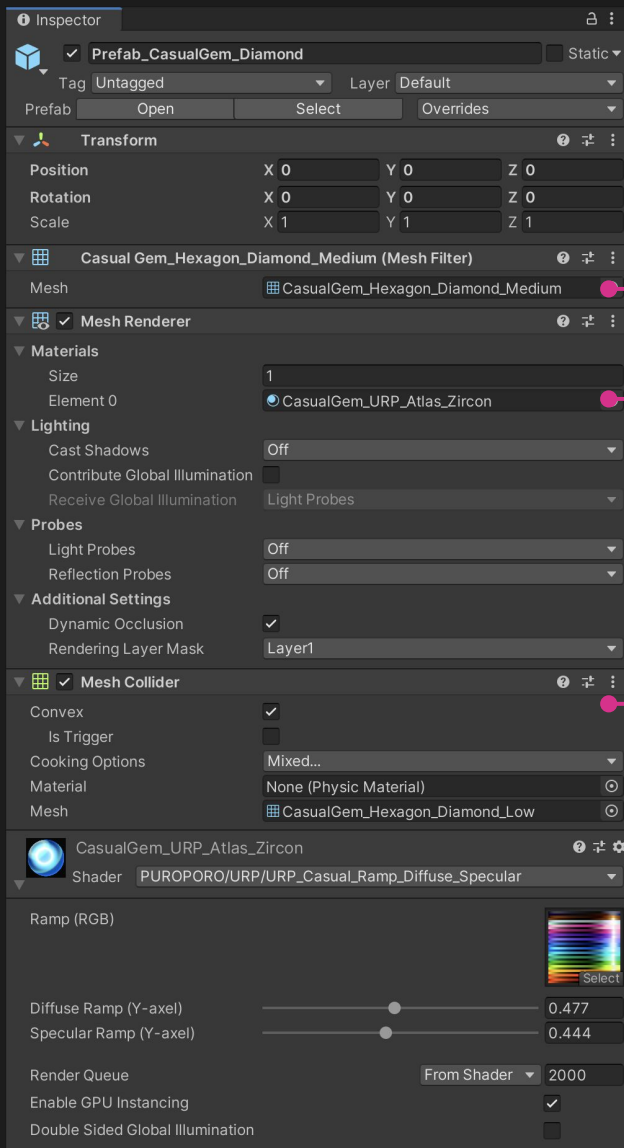 Inspector
Prefab_CasualGem_Diamond Static
Tag Untagged Layer Default
Prefab Open Select Overrides
Transform
Position X 0 Y 0 Z 0
Rotation X 0 Y 0 Z 0
Scale X 1 Y 1 Z 1
Casual Gem_Hexagon_Diamond_Medium (Mesh Filter)
Mesh CasualGem_Hexagon_Diamond_Medium
Mesh Renderer
Materials
Size 1
Element 0 CasualGem_URP_Atlas_Zircon
Lighting
Cast Shadows Off
Contribute Global Illumination
Receive Global Illumination Light Probes
Probes
Light Probes Off
Reflection Probes Off
Additional Settings
Dynamic Occlusion
Rendering Layer Mask Layer1
Mesh Collider
Convex
Is Trigger
Cooking Options Mixed...
Material None (Physic Material)
Mesh CasualGem_Hexagon_Diamond_Low
CasualGem_URP_Atlas_Zircon
Shader PUROPORO/URP/URP_Casual_Ramp_Diffuse_Specular
Ramp (RGB)
Select
Diffuse Ramp (Y-axel) 0.477
Specular Ramp (Y-axel) 0.444
Render Queue From Shader 2000
Enable GPU Instancing
Double Sided Global Illumination